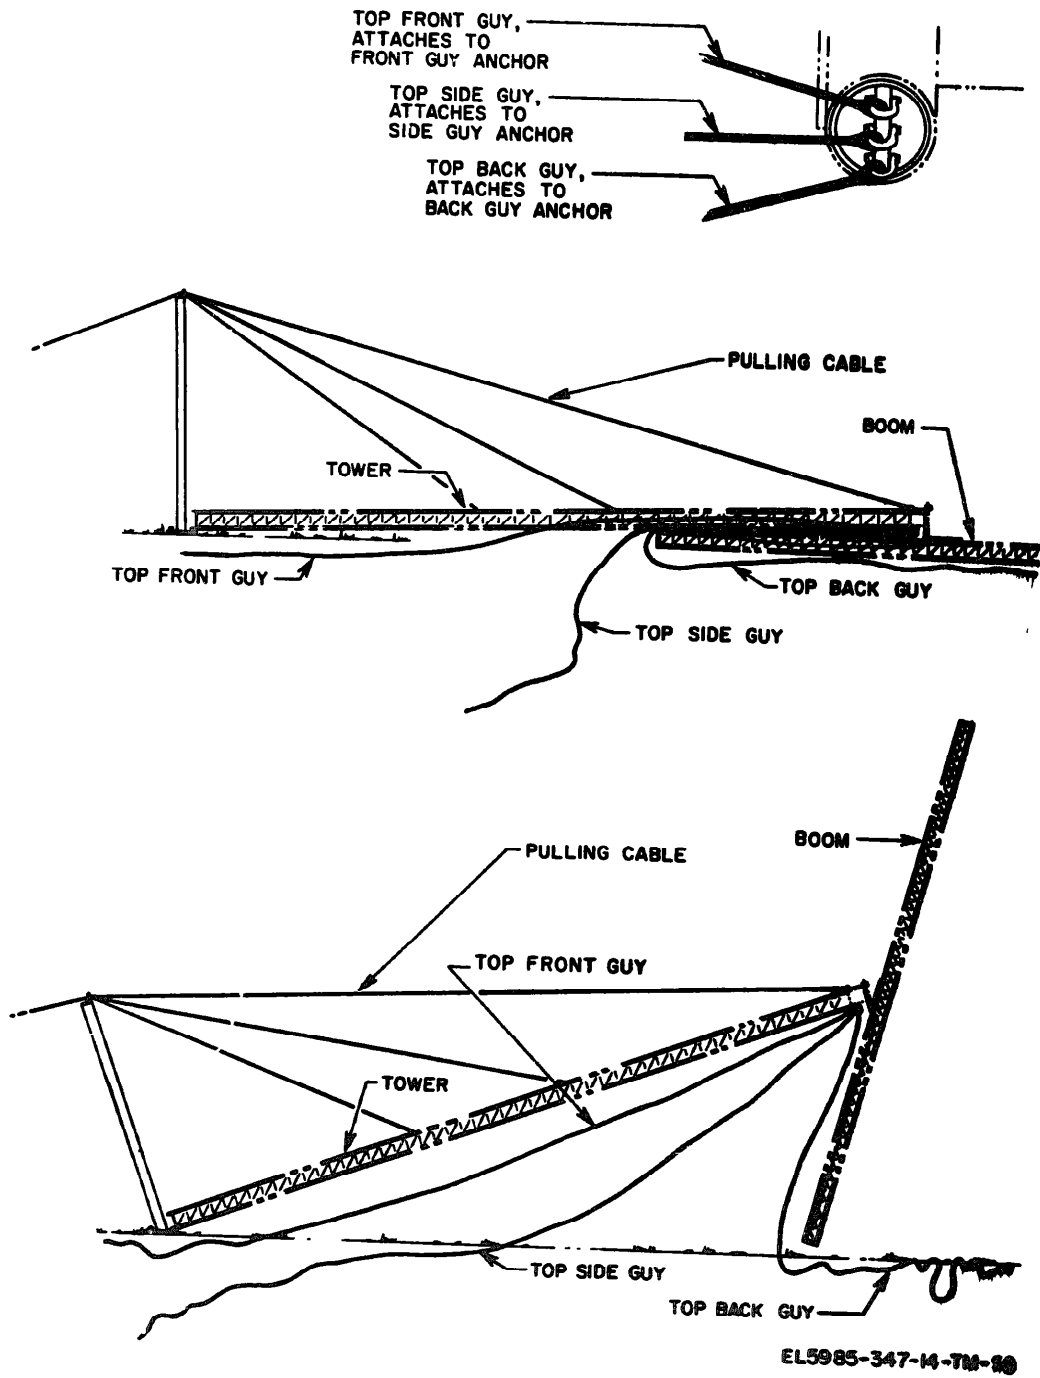 TOP FRONT GUY,
ATTACHES TO
FRONT GUY ANCHOR
TOP SIDE GUY,
ATTACHES TO
SIDE GUY ANCHOR
TOP BACK GUY,
ATTACHES TO
BACK GUY ANCHOR
PULLING CABLE
BOOM
TOWER
TOP FRONT GUY
TOP BACK GUY
TOP SIDE GUY
BOOM
PULLING CABLE
TOP FRONT GUY
TOWER
TOP SIDE GUY
TOP BACK GUY